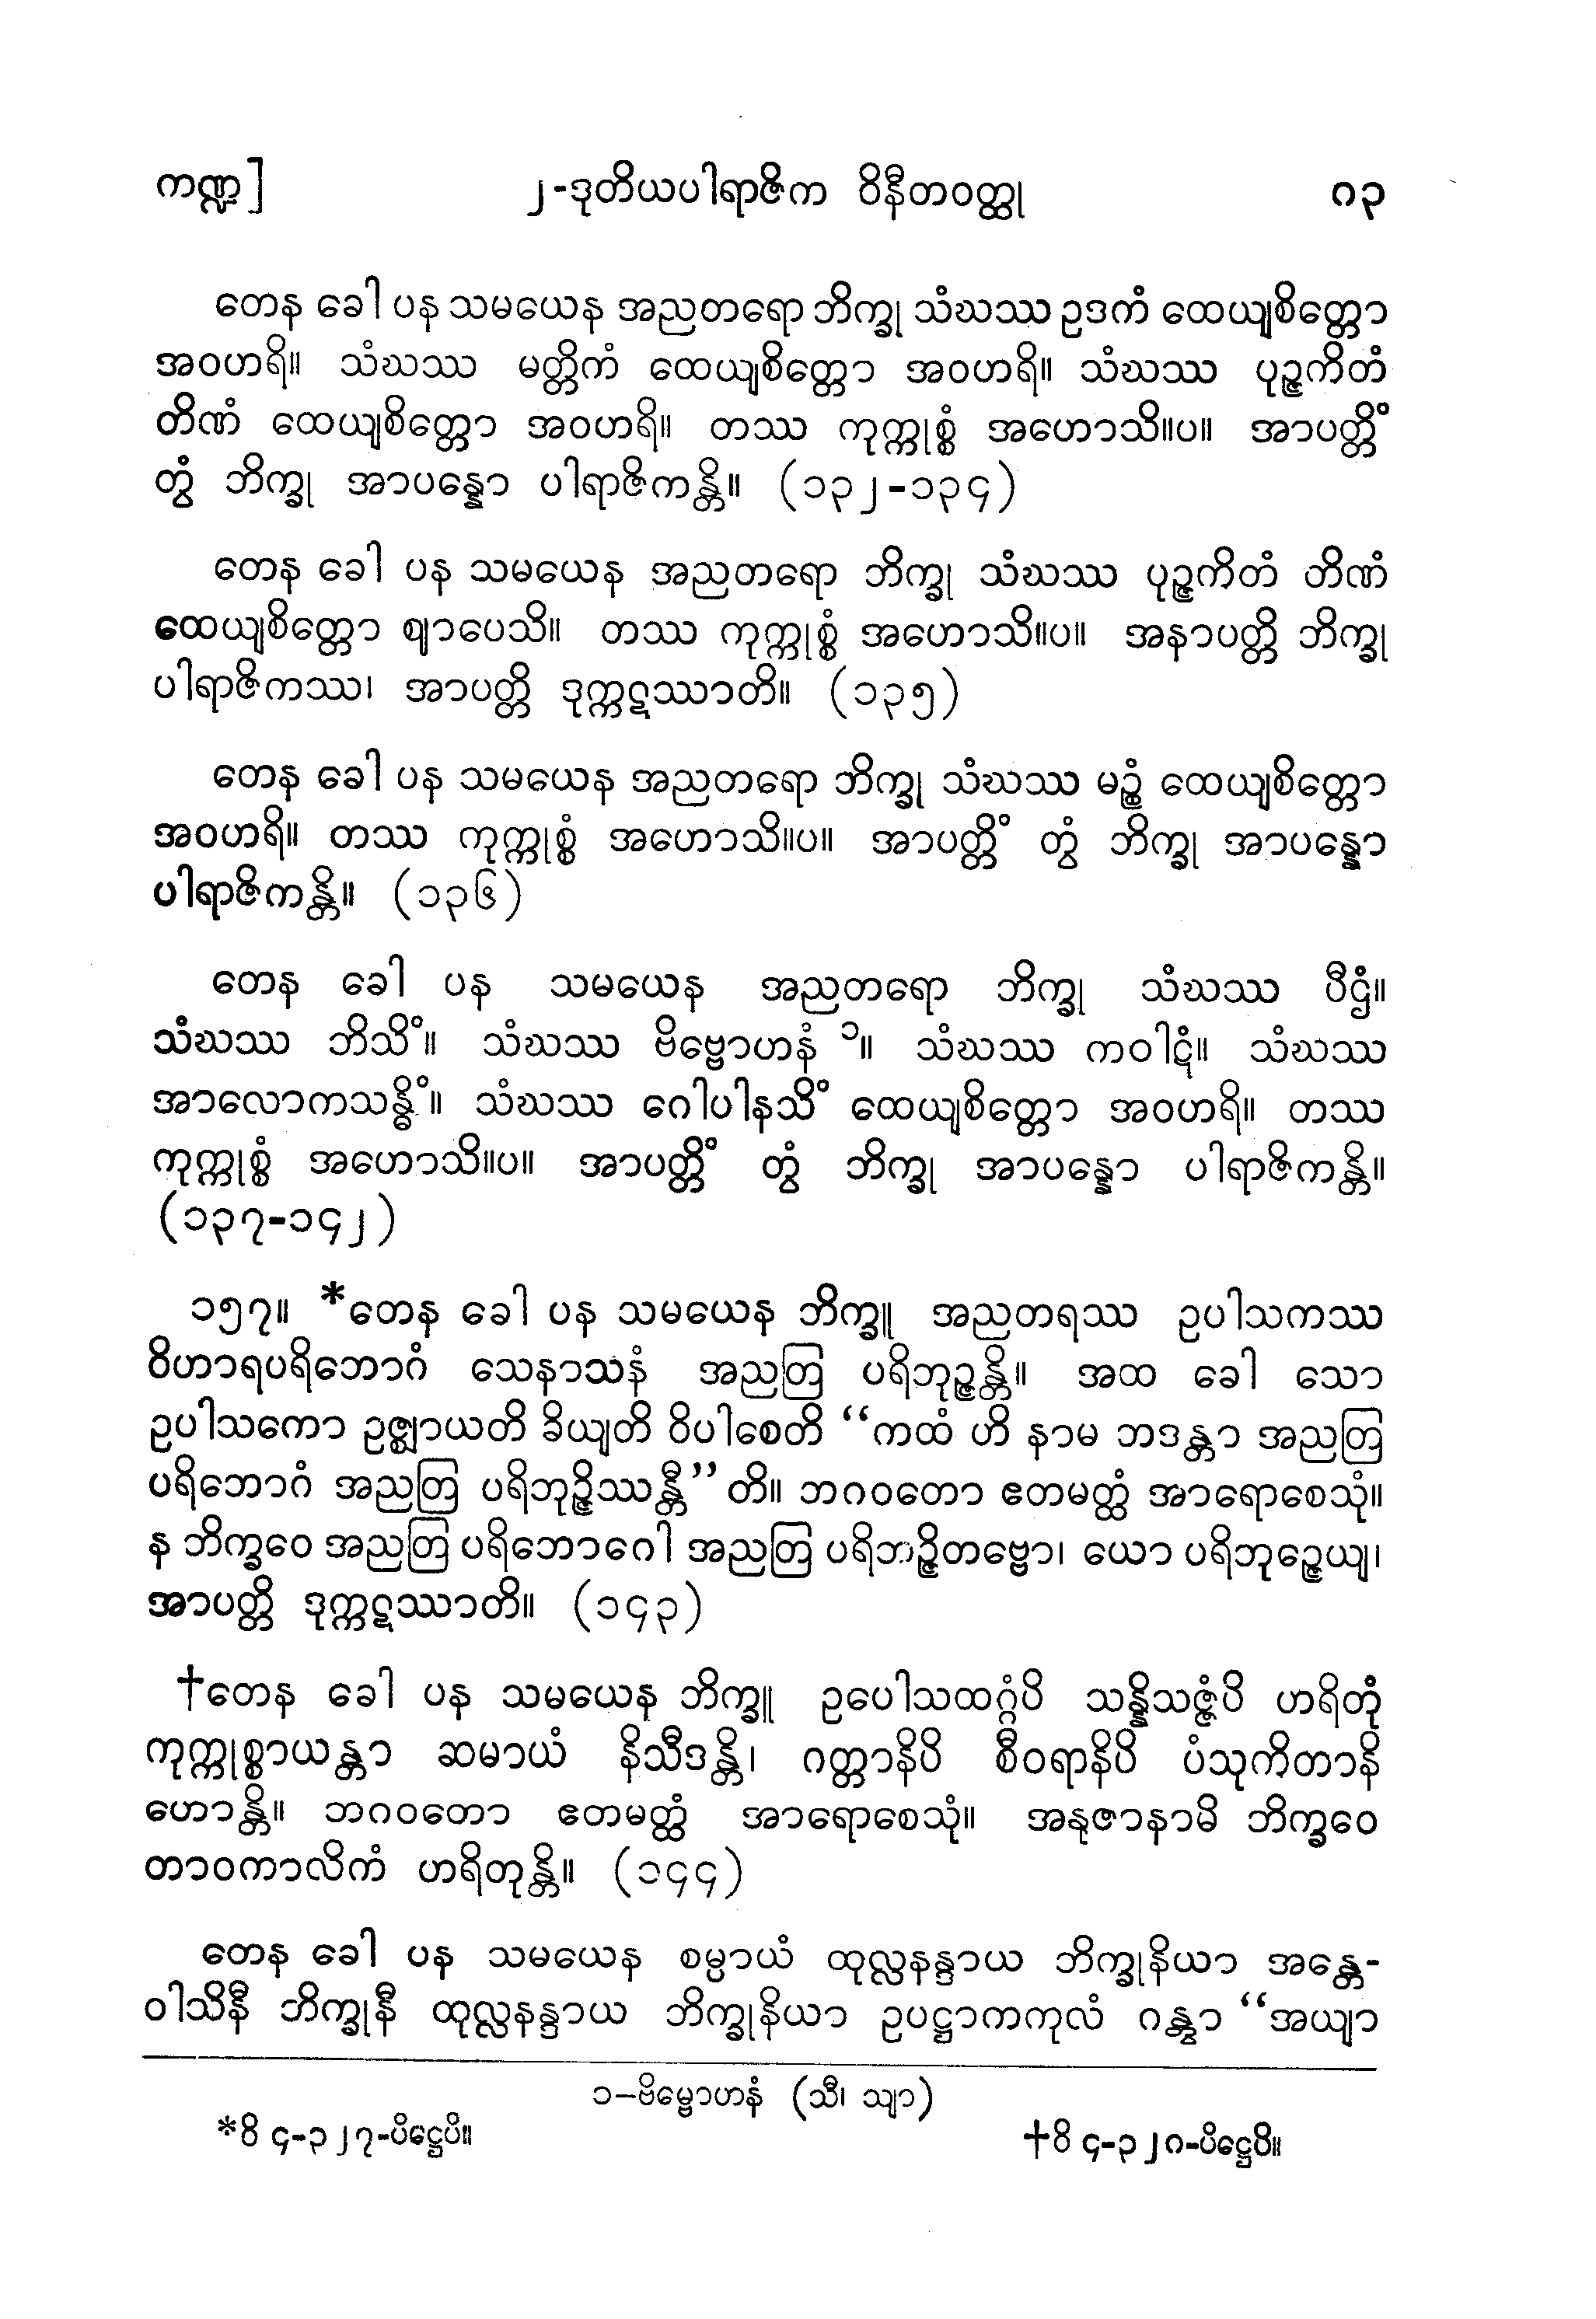 ကဏ္ဍ] ၂-ဒုတိယပါရာဇိက ဝိနီတဝတ္ထု ၈၃
တေန ခေါ ပန သမယေန အညတရော ဘိက္ခု သံဃဿ ဥဒကံ ထေယျစိတ္တော
အဝဟရိ။ သံဃဿ မတ္တိကံ ထေယျစိတ္တော အဝဟရိ။ သံဃဿ ပုဉ္ဇကိတံ
တိဏံ ထေယျစိတ္တော အဝဟရိ။ တဿ ကုက္ကုစ္စံ အဟောသိ။ပ။ အာပတ္တိံ
တွံ ဘိက္ခု အာပန္နော ပါရာဇိကန္တိ။ (၁၃၂-၁၃၄)
တေန ခေါ ပန သမယေန အညတရော ဘိက္ခု သံဃဿ ပုဉ္ဇကိတံ တိဏံ
ထေယျစိတ္တော ဈာပေသိ။ တဿ ကုက္ကုစ္စံ အဟောသိ။ပ။ အနာပတ္တိ ဘိက္ခု
ပါရာဇိကဿ၊ အာပတ္တိ ဒုက္ကဋဿာတိ။ (၁၃၅)
တေန ခေါ ပန သမယေန အညတရော ဘိက္ခု သံဃဿ မဉ္စံ ထေယျစိတ္တော
အဝဟရိ။ တဿ ကုက္ကုစ္စံ အဟောသိ။ပ။ အာပတ္တိံ တွံ ဘိက္ခု အာပန္နော
ပါရာဇိကန္တိ။ (၁၃၆)
တေန ခေါ ပန သမယေန အညတရော ဘိက္ခု သံဃဿ ပီဌံ။
သံဃဿ ဘိသိံ။ သံဃဿ ဗိဗ္ဗောဟနံ ၁။ သံဃဿ ကဝါဋံ။ သံဃဿ
အာလောကသန္ဓိံ။ သံဃဿ ဂေါပါနသိံ ထေယျစိတ္တော အဝဟရိ။ တဿ
ကုက္ကုစ္စံ အဟောသိ။ပ။ အာပတ္တိံ တွံ ဘိက္ခု အာပန္နော ပါရာဇိကန္တိ။
(၁၃၇-၁၄၂)
၁၅၇။ *တေန ခေါ ပန သမယေန ဘိက္ခူ အညတရဿ ဥပါသကဿ
ဝိဟာရပရိဘောဂံ သေနာသနံ အညတြ ပရိဘုဉ္ဇန္တိ။ အထ ခေါ သော
ဥပါသကော ဥဇ္ဈာယတိ ခိယျတိ ဝိပါစေတိ “ကထံ ဟိ နာမ ဘဒန္တာ အညတြ
ပရိဘောဂံ အညတြ ပရိဘုဉ္ဇိဿန္တီ” တိ။ ဘဂဝတော ဧတမတ္ထံ အာရောစေသုံ။
န ဘိက္ခဝေ အညတြ ပရိဘောဂေါ အညတြ ပရိဘုဉ္ဇိတဗ္ဗော၊ ယော ပရိဘုဉ္ဇေယျ၊
အာပတ္တိ ဒုက္ကဋဿာတိ။ (၁၄၃)
†တေန ခေါ ပန သမယေန ဘိက္ခူ ဥပေါသထဂ္ဂံပိ သန္နိသဇ္ဇံပိ ဟရိတုံ
ကုက္ကုစ္စာယန္တာ ဆမာယံ နိသီဒန္တိ၊ ဂတ္တာနိပိ စီဝရာနိပိ ပံသုကိတာနိ
ဟောန္တိ။ ဘဂဝတော ဧတမတ္ထံ အာရောစေသုံ။ အနုဇာနာမိ ဘိက္ခဝေ
တာဝကာလိကံ ဟရိတုန္တိ။ (၁၄၄)
တေန ခေါ ပန သမယေန စမ္ပာယံ ထုလ္လနန္ဒာယ ဘိက္ခုနိယာ အန္တေ-
ဝါသိနီ ဘိက္ခုနီ ထုလ္လနန္ဒာယ ဘိက္ခုနိယာ ဥပဋ္ဌာကကုလံ ဂန္တွာ “အယျာ
၁–ဗိမ္ဗောဟနံ (သီ၊ သျာ)
*ဝိ ၄-၃၂၇-ပိဋ္ဌေပိ။ †ဝိ ၄-၃၂၈-ပိဋ္ဌေပိ။